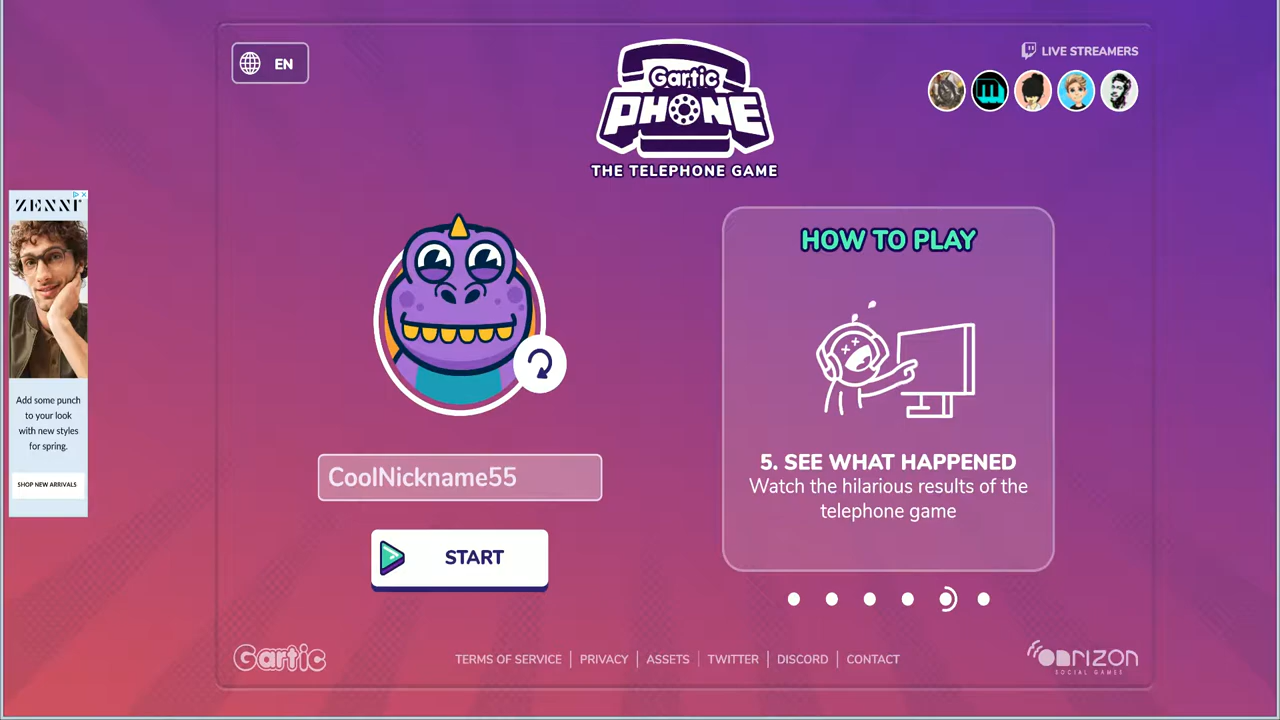 EN
Gartic
PHONE
THE TELEPHONE GAME
LIVE STREAMERS
ZENNI
Add some punch
to your look
with new styles
for spring.
SHOP NEW ARRIVALS
CoolNickname55
START
HOW TO PLAY
5. SEE WHAT HAPPENED
Watch the hilarious results of the
telephone game
Gartic
TERMS OF SERVICE | PRIVACY | ASSETS | TWITTER | DISCORD | CONTACT
ONRIZON
SOCIAL GAMES